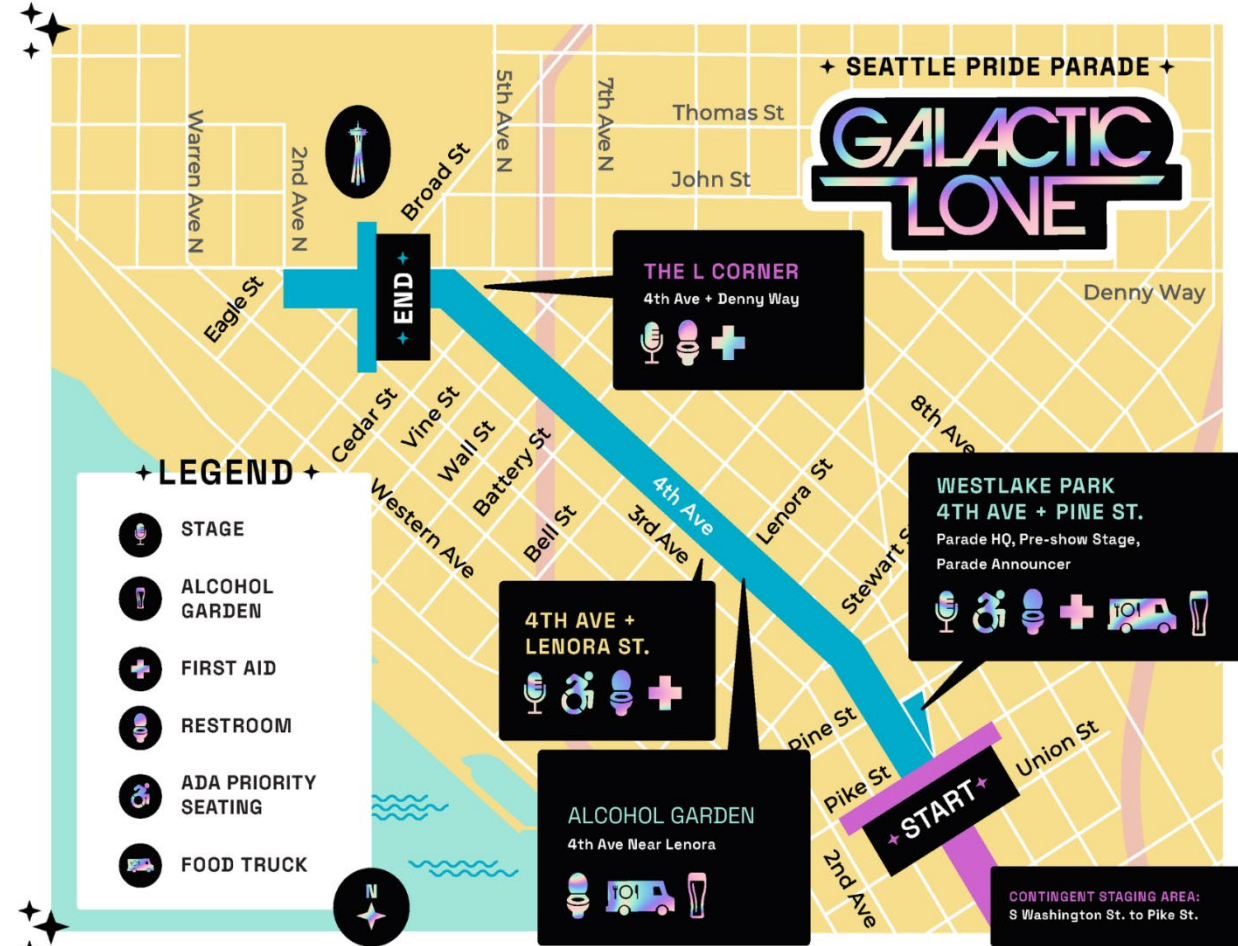 SEATTLE PRIDE PARADE
GALACTIC
LOVE
Warren Ave N
2nd Ave N
5th Ave N
7th Ave N
Thomas St
John St
Broad St
Denny Way
Eagle St
END
THE L CORNER
4th Ave + Denny Way
Cedar St
Vine St
Wall St
Battery St
Bell St
Western Ave
3rd Ave
4th Ave
Lenora St
8th Ave
Stewart S
WESTLAKE PARK
4TH AVE + PINE ST.
Parade HQ, Pre-show Stage,
Parade Announcer
LEGEND
STAGE
ALCOHOL
GARDEN
FIRST AID
RESTROOM
ADA PRIORITY
SEATING
FOOD TRUCK
N
4TH AVE +
LENORA ST.
ALCOHOL GARDEN
4th Ave Near Lenora
Pine St
Pike St
Union St
START
2nd Ave
CONTINGENT STAGING AREA:
S Washington St. to Pike St.